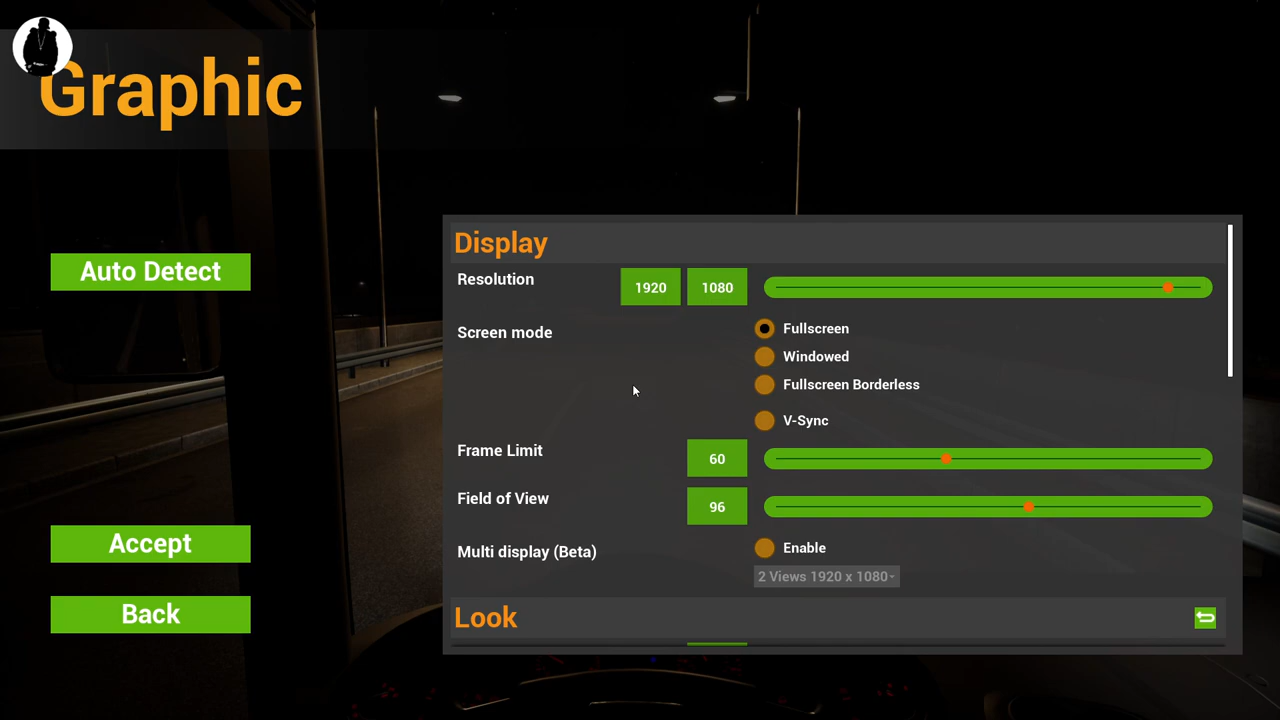 Graphic
Auto Detect
Accept
Back
Display
Resolution 1920 1080
Screen mode Fullscreen
Windowed
Fullscreen Borderless
V-Sync
Frame Limit 60
Field of View 96
Multi display (Beta) Enable
2 Views 1920 x 1080
Look